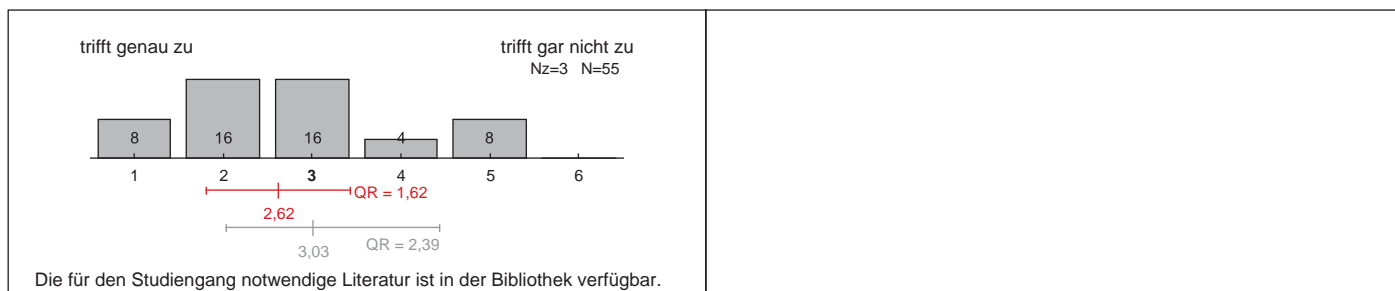 trifft genau zu trifft gar nicht zu
Nz=3 N=55
8 16 16 4 8
1 2 3 4 5 6
QR = 1,62
2,62
QR = 2,39
3,03
Die für den Studiengang notwendige Literatur ist in der Bibliothek verfügbar.